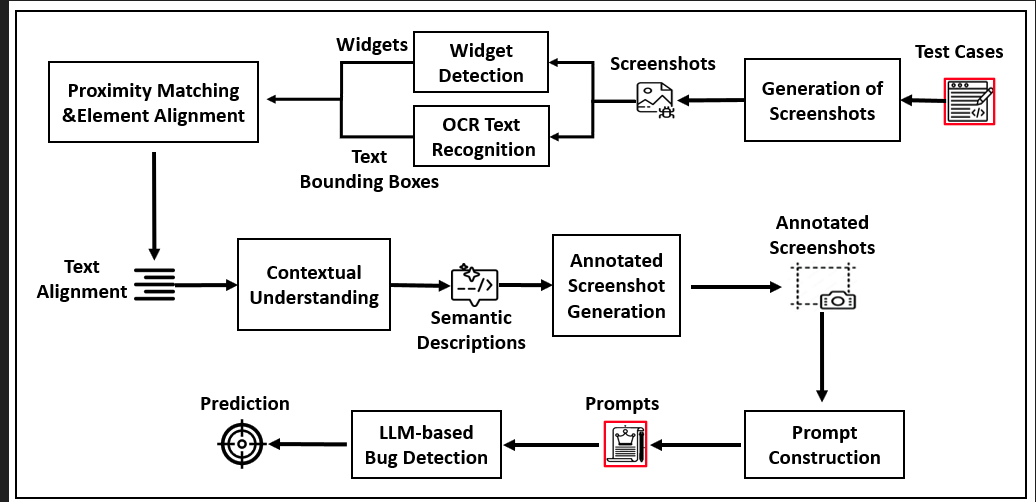 Test Cases
Generation of
Screenshots
Screenshots
Widget
Detection
OCR Text
Recognition
Widgets
Text
Bounding Boxes
Proximity Matching
&Element Alignment
Text
Alignment
Contextual
Understanding
Semantic
Descriptions
Annotated
Screenshot
Generation
Annotated
Screenshots
Prompt
Construction
Prompts
LLM-based
Bug Detection
Prediction